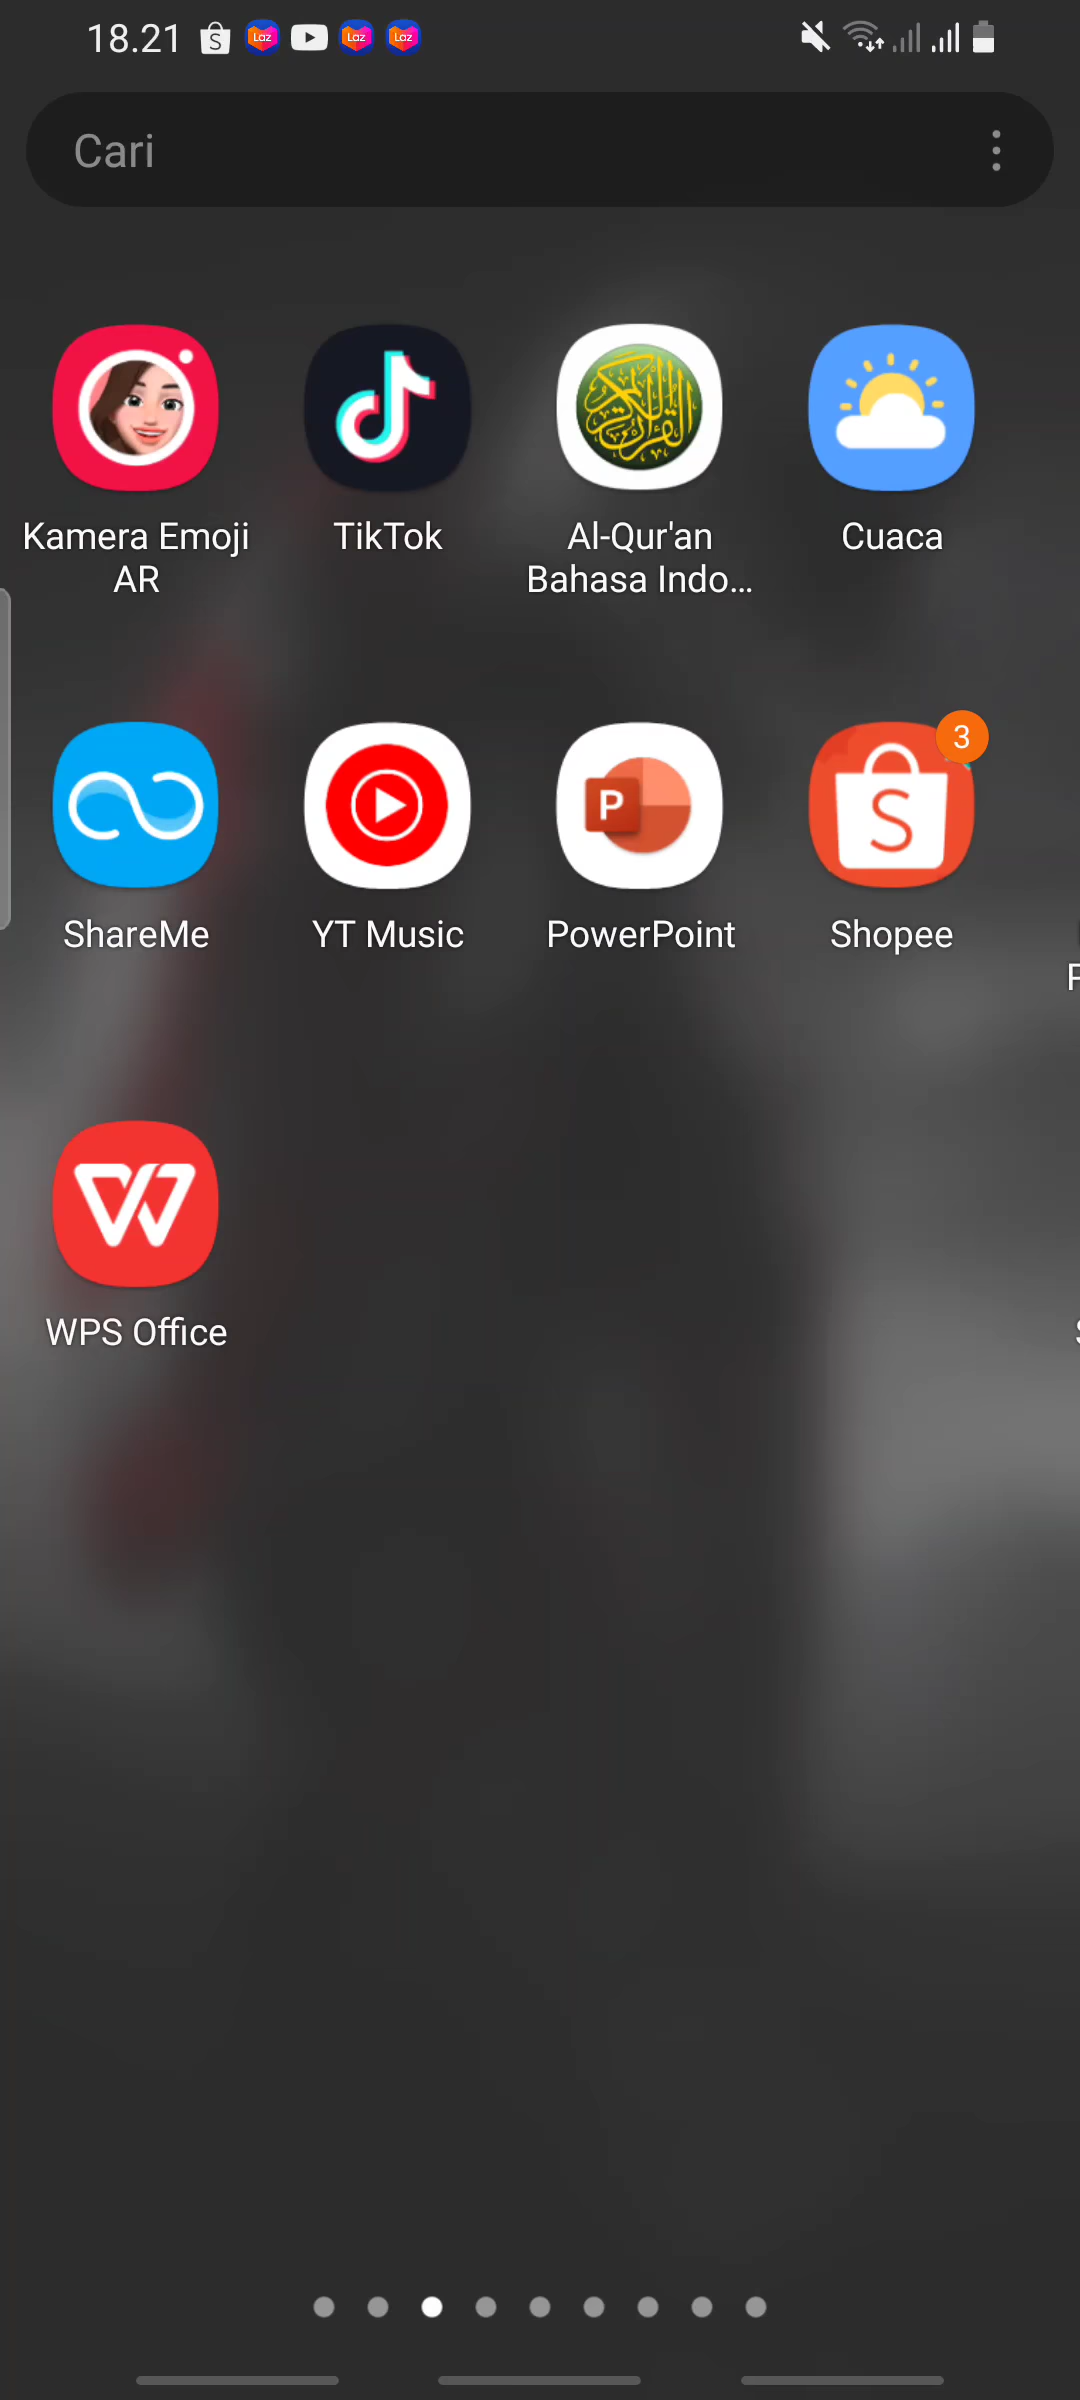 18.21
Cari
Kamera Emoji
AR
TikTok
Al-Qur'an
Bahasa Indo...
Cuaca
3
ShareMe
YT Music
PowerPoint
Shopee
WPS Office